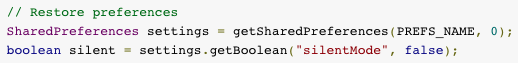 // Restore preferences
SharedPreferences settings = getSharedPreferences(PREFS_NAME, 0);
boolean silent = settings.getBoolean("silentMode", false);